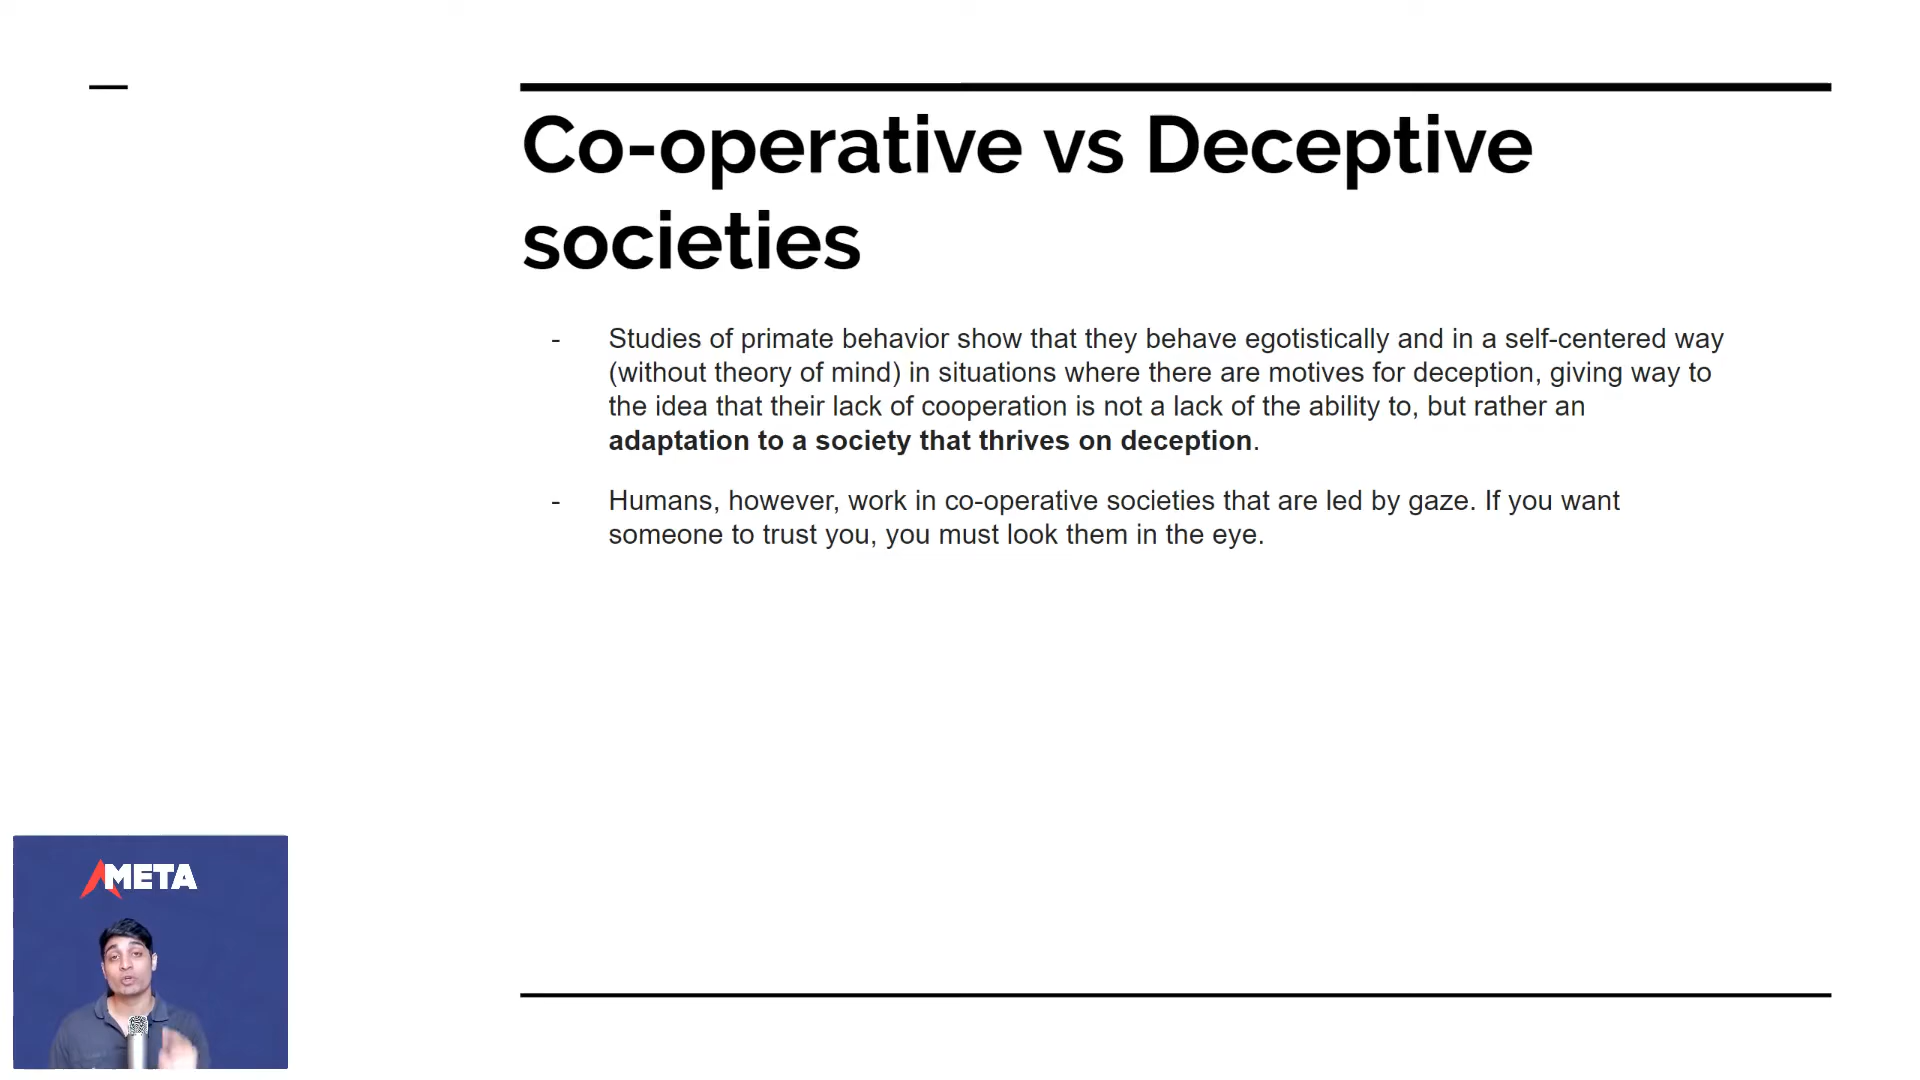 Co-operative vs Deceptive
societies
- Studies of primate behavior show that they behave egotistically and in a self-centered way
(without theory of mind) in situations where there are motives for deception, giving way to
the idea that their lack of cooperation is not a lack of the ability to, but rather an
adaptation to a society that thrives on deception.
- Humans, however, work in co-operative societies that are led by gaze. If you want
someone to trust you, you must look them in the eye.
META